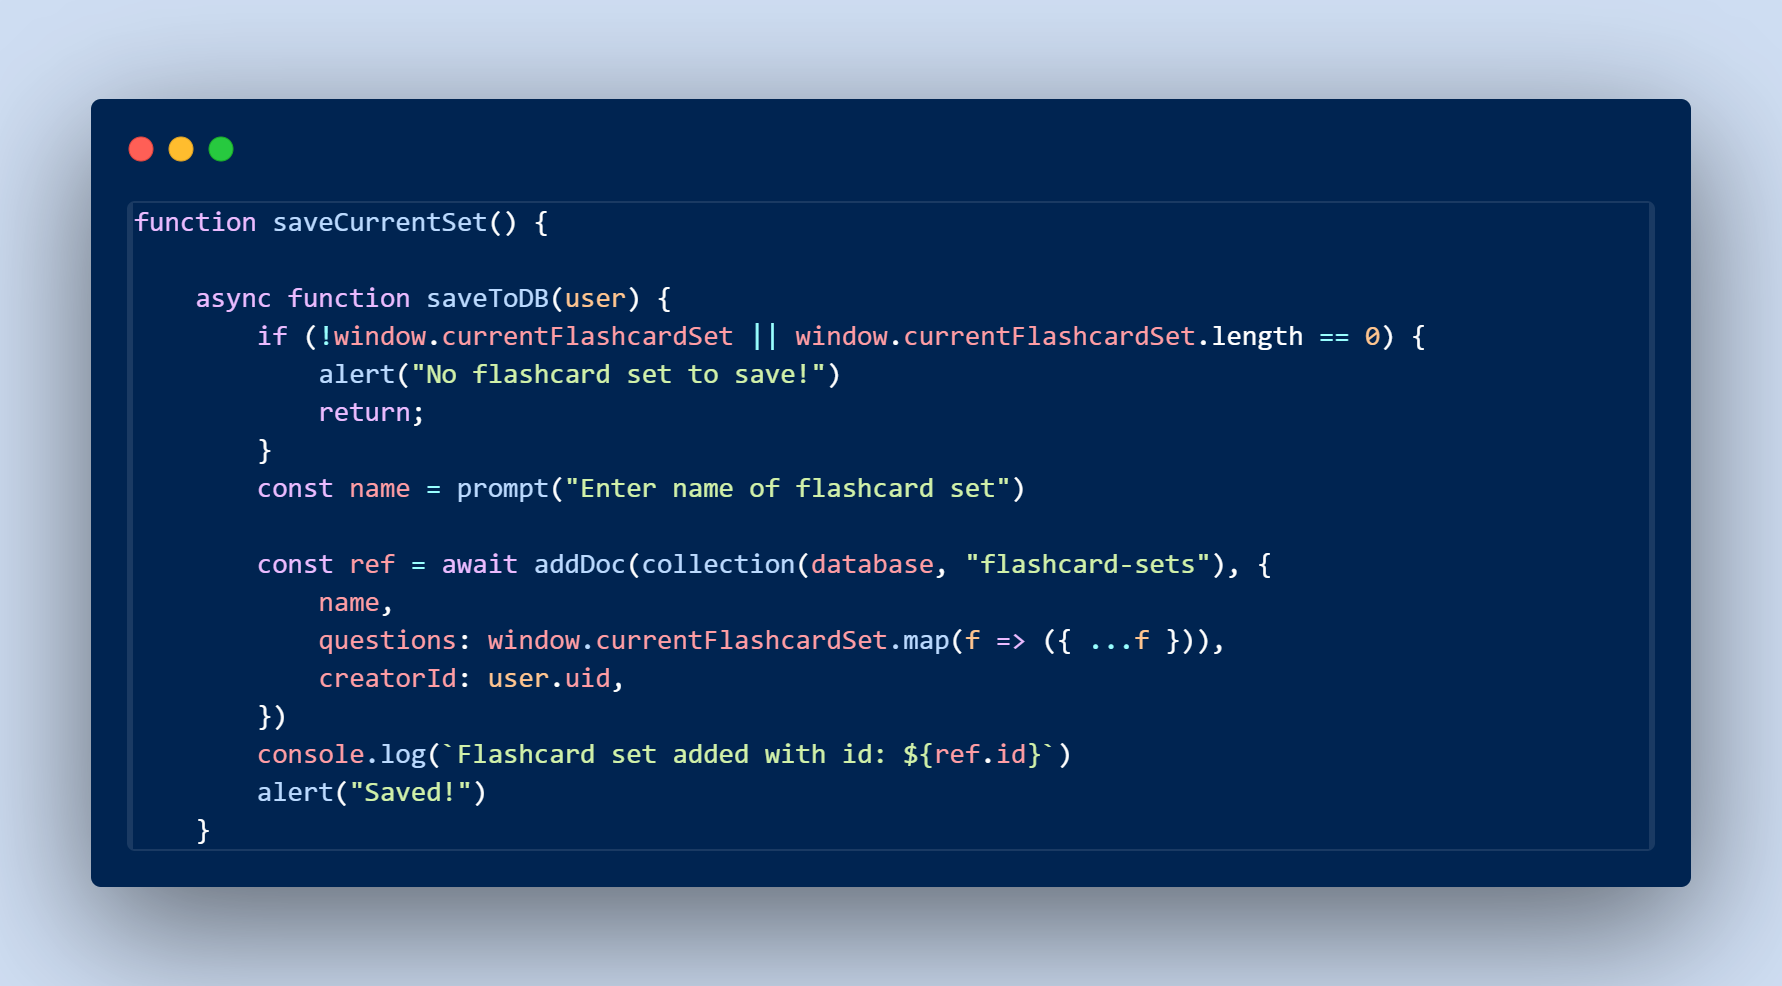 function saveCurrentSet() {
    async function saveToDB(user) {
        if (!window.currentFlashcardSet || window.currentFlashcardSet.length == 0) {
            alert("No flashcard set to save!")
            return;
        }
        const name = prompt("Enter name of flashcard set")
        const ref = await addDoc(collection(database, "flashcard-sets"), {
            name,
            questions: window.currentFlashcardSet.map(f => ({ ...f })),
            creatorId: user.uid,
        })
        console.log(`Flashcard set added with id: ${ref.id}`)
        alert("Saved!")
    }